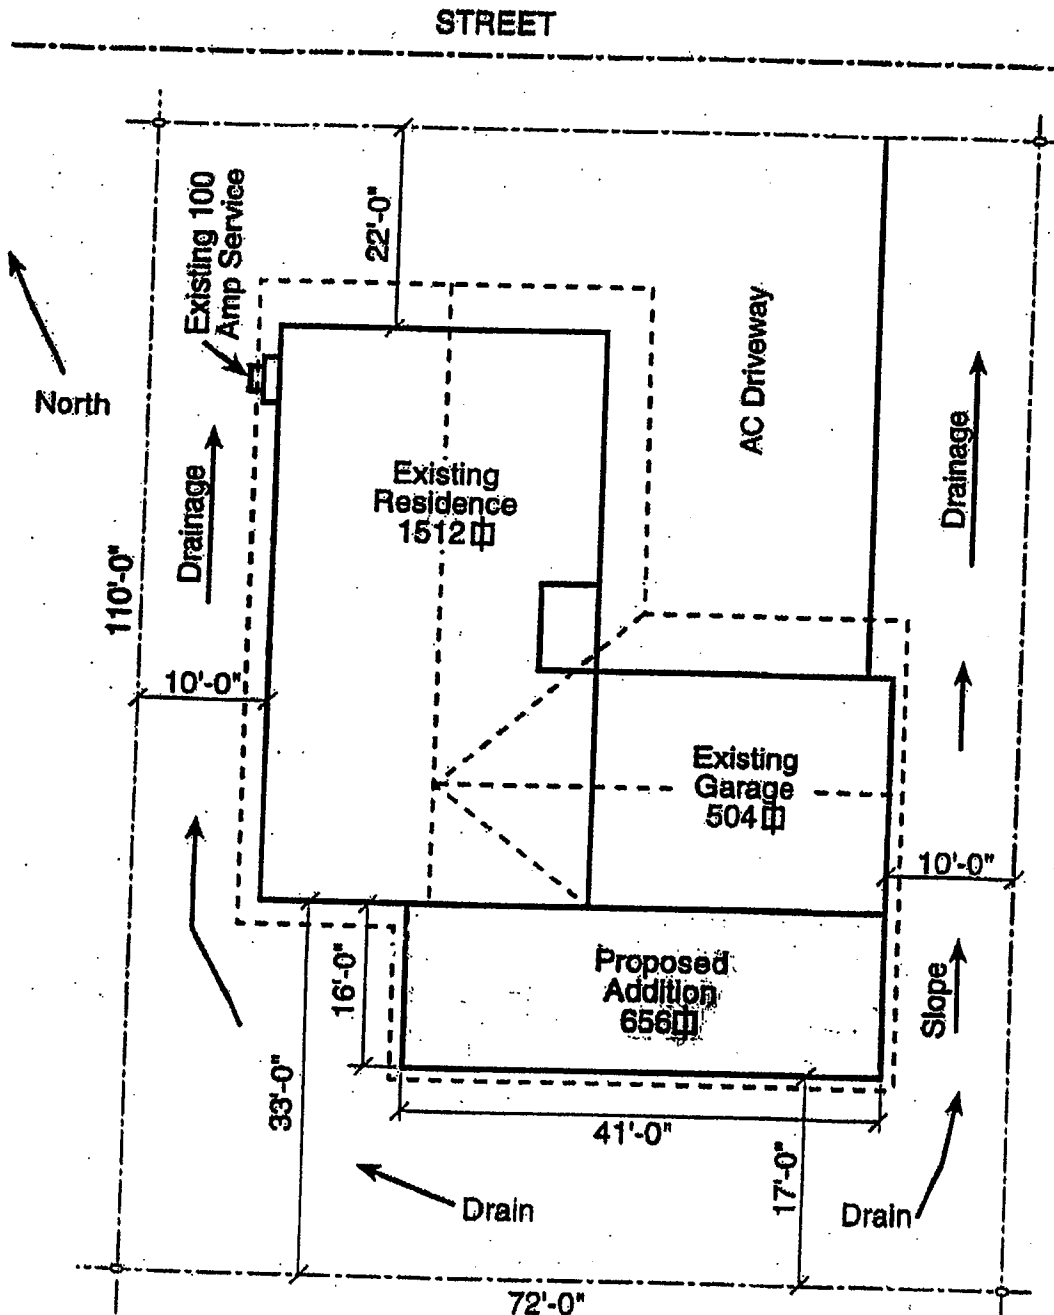 STREET
Existing 100
Amp Service
22'-0"
North
AC Driveway
Existing
Residence
1512
Drainage
Drainage
110'-0"
10'-0"
Existing
Garage
504
10'-0"
Proposed
Addition
656
16'-0"
Slope
33'-0"
41'-0"
17'-0"
Drain
Drain
72'-0"